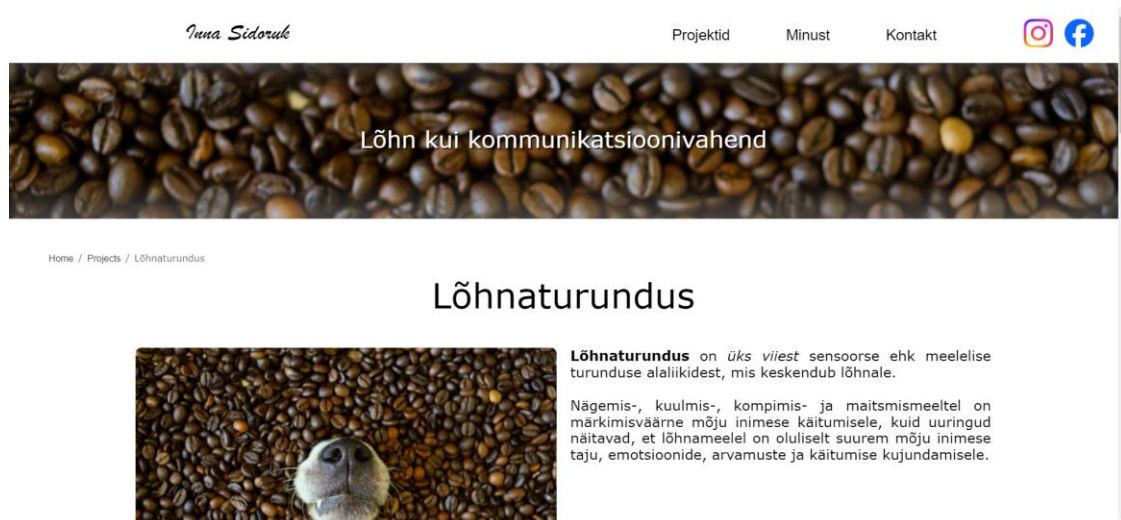 Inna Sidoruk
Projektid Minust Kontakt
Lõhn kui kommunikatsioonivahend
Home / Projects / Lõhnaturundus
Lõhnaturundus
Lõhnaturundus on üks viiest sensoorse ehk meelelise
turunduse alaliikidest, mis keskendub lõhnale.
Nägemis-, kuulmis-, kompimis- ja maitsmismeeltel on
märkimisväärne mõju inimese käitumisele, kuid uuringud
näitavad, et lõhnameelel on oluliselt suurem mõju inimese
taju, emotsioonide, arvamuste ja käitumise kujundamisele.